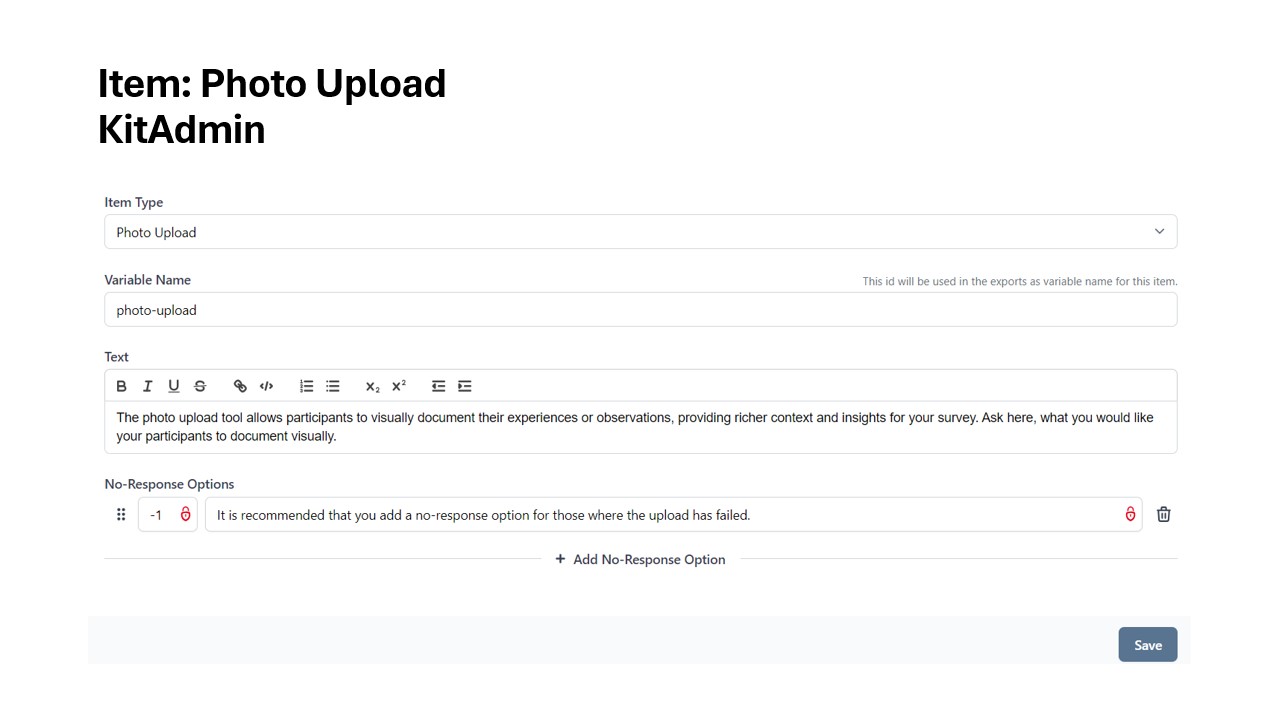 Item: Photo Upload
KitAdmin
Item Type
Photo Upload
Variable Name
This id will be used in the exports as variable name for this item.
photo-upload
Text
B I U S </> X₂ X²
The photo upload tool allows participants to visually document their experiences or observations, providing richer context and insights for your survey. Ask here, what you would like
your participants to document visually.
No-Response Options
-1
It is recommended that you add a no-response option for those where the upload has failed.
+ Add No-Response Option
Save